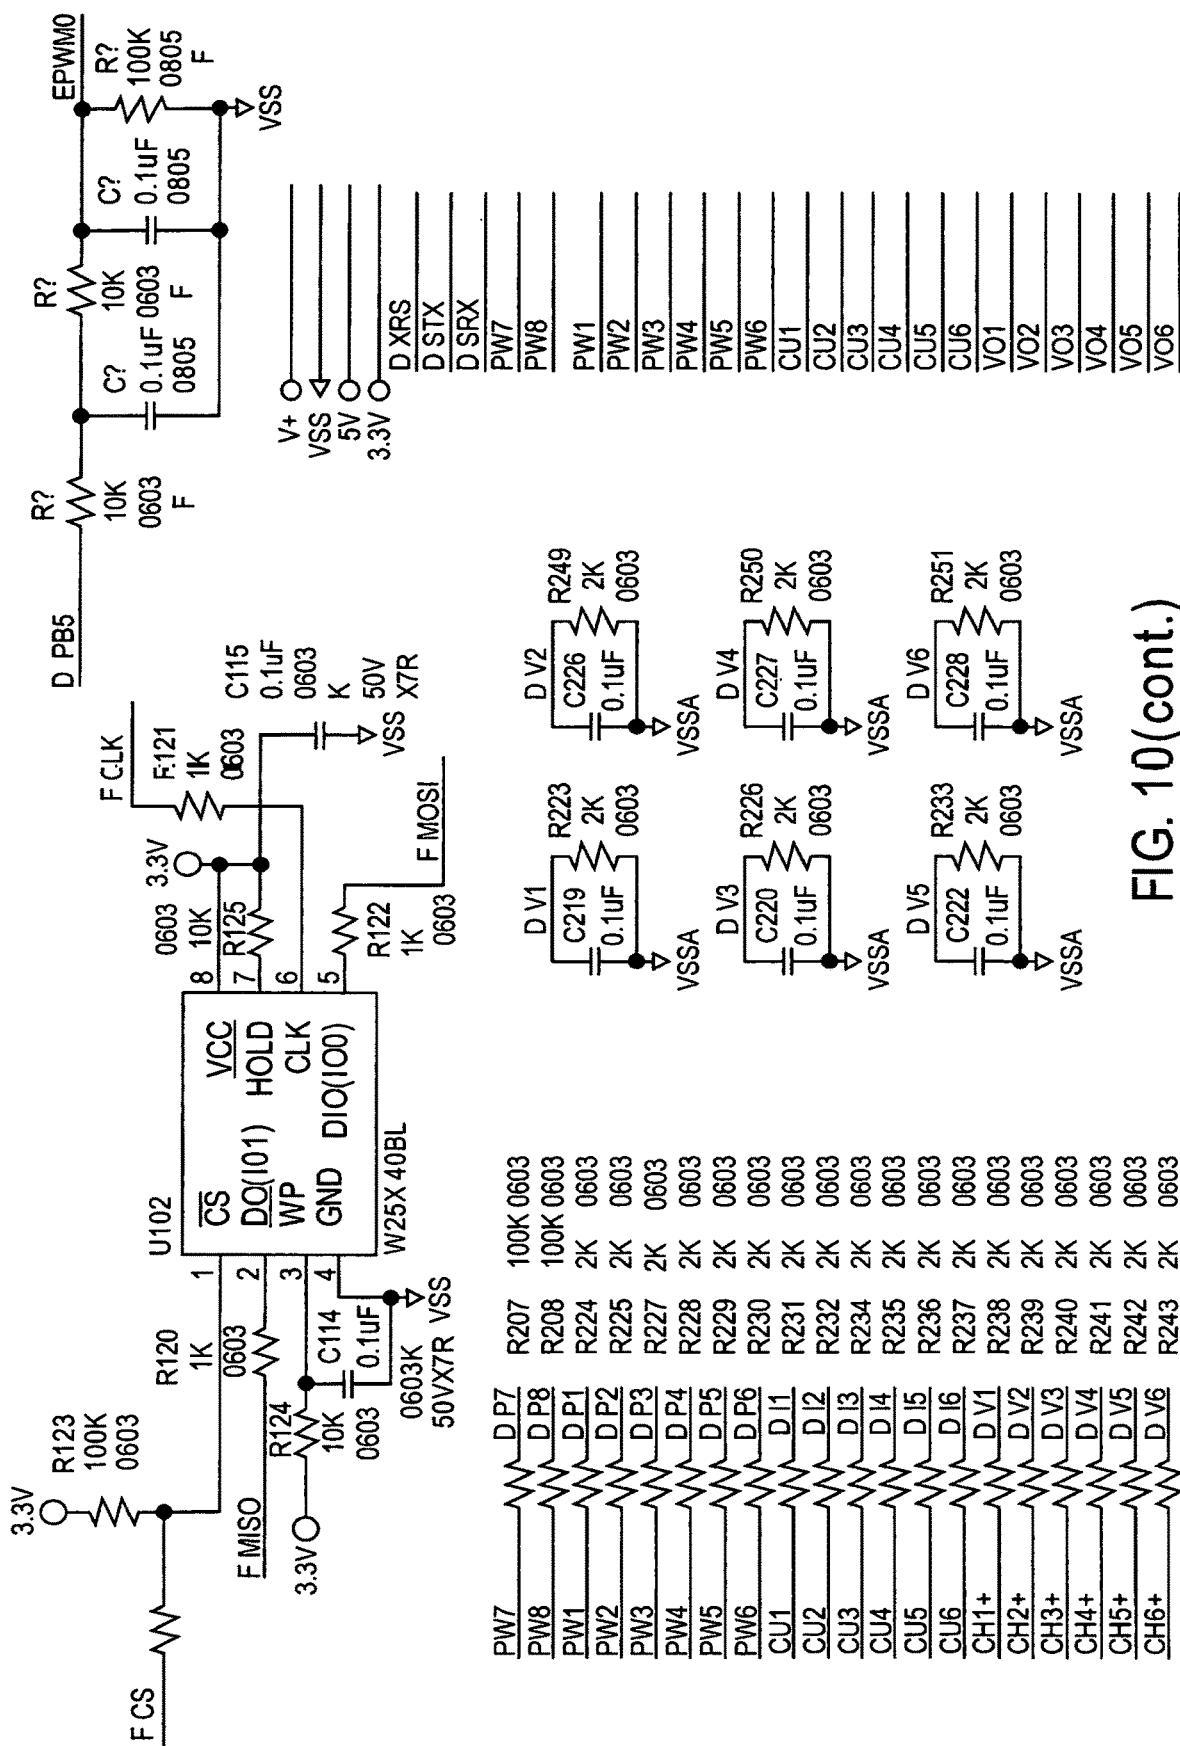 3.3V
R123
100K
0603
F CS
F MISO
3.3V
R120
1K
0603
R124
10K
0603
C114
0.1uF
0603K
50VX7R
VSS
U102
1
2
3
4
CS
DO(I01)
WP
GND
VCC
HOLD
CLK
DIO(IO0)
8
7
6
5
W25X 40BL
0603
10K
R125
3.3V
F CLK
R121
1K
0603
R122
1K
0603
F MOSI
C115
0.1uF
0603
K
50V
X7R
VSS
D PB5
R?
10K
0603
F
C?
0.1uF
0805
R?
10K
0603
F
C?
0.1uF
0805
EPWM0
R?
100K
0805
F
VSS
PW7 D P7 R207 100K 0603
PW8 D P8 R208 100K 0603
PW1 D P1 R224 2K 0603
PW2 D P2 R225 2K 0603
PW3 D P3 R227 2K 0603
PW4 D P4 R228 2K 0603
PW5 D P5 R229 2K 0603
PW6 D P6 R230 2K 0603
CU1 D I1 R231 2K 0603
CU2 D I2 R232 2K 0603
CU3 D I3 R234 2K 0603
CU4 D I4 R235 2K 0603
CU5 D I5 R236 2K 0603
CU6 D I6 R237 2K 0603
CH1+ D V1 R238 2K 0603
CH2+ D V2 R239 2K 0603
CH3+ D V3 R240 2K 0603
CH4+ D V4 R241 2K 0603
CH5+ D V5 R242 2K 0603
CH6+ D V6 R243 2K 0603
D V1
C219
0.1uF
R223
2K
0603
VSSA
D V2
C226
0.1uF
R249
2K
0603
VSSA
D V3
C220
0.1uF
R226
2K
0603
VSSA
D V4
C227
0.1uF
R250
2K
0603
VSSA
D V5
C222
0.1uF
R233
2K
0603
VSSA
D V6
C228
0.1uF
R251
2K
0603
VSSA
V+
VSS
5V
3.3V
D XRS
D STX
D SRX
PW7
PW8
PW1
PW2
PW3
PW4
PW5
PW6
CU1
CU2
CU3
CU4
CU5
CU6
VO1
VO2
VO3
VO4
VO5
VO6
FIG. 10(cont.)